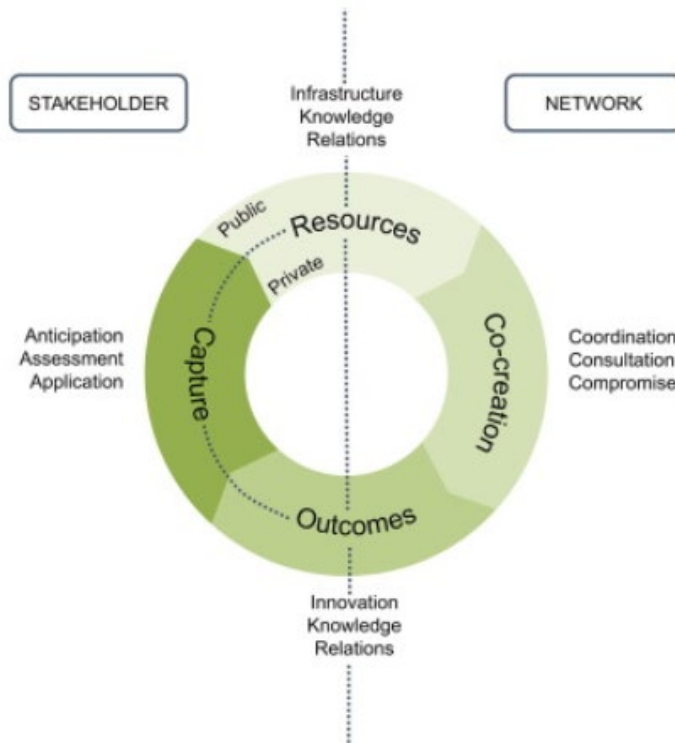 STAKEHOLDER
Infrastructure
Knowledge
Relations
NETWORK
Public
Resources
Private
Anticipation
Assessment
Application
Capture
Co-creation
Coordination
Consultation
Compromise
Outcomes
Innovation
Knowledge
Relations